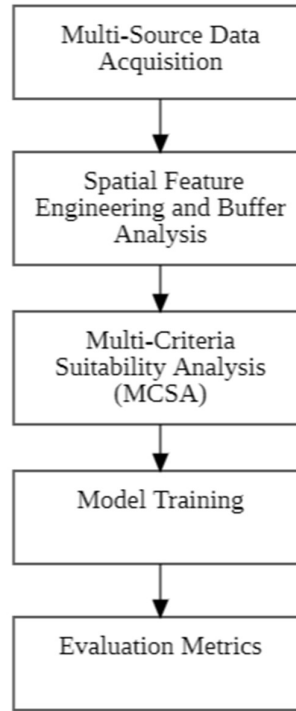 Multi-Source Data
Acquisition
Spatial Feature
Engineering and Buffer
Analysis
Multi-Criteria
Suitability Analysis
(MCSA)
Model Training
Evaluation Metrics